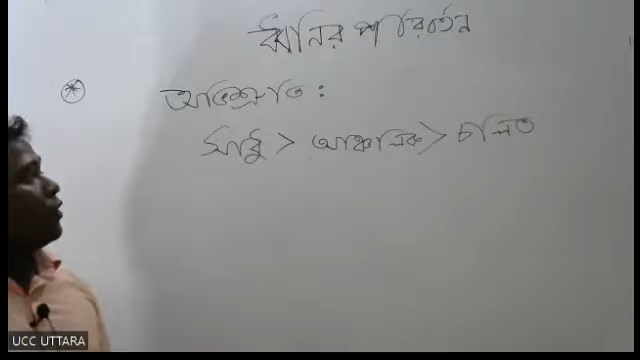 ধ্বনির পরিবর্তন
* অভিশ্রুতি :
সাধু > আঞ্চলিক > চলিত
UCC UTTARA